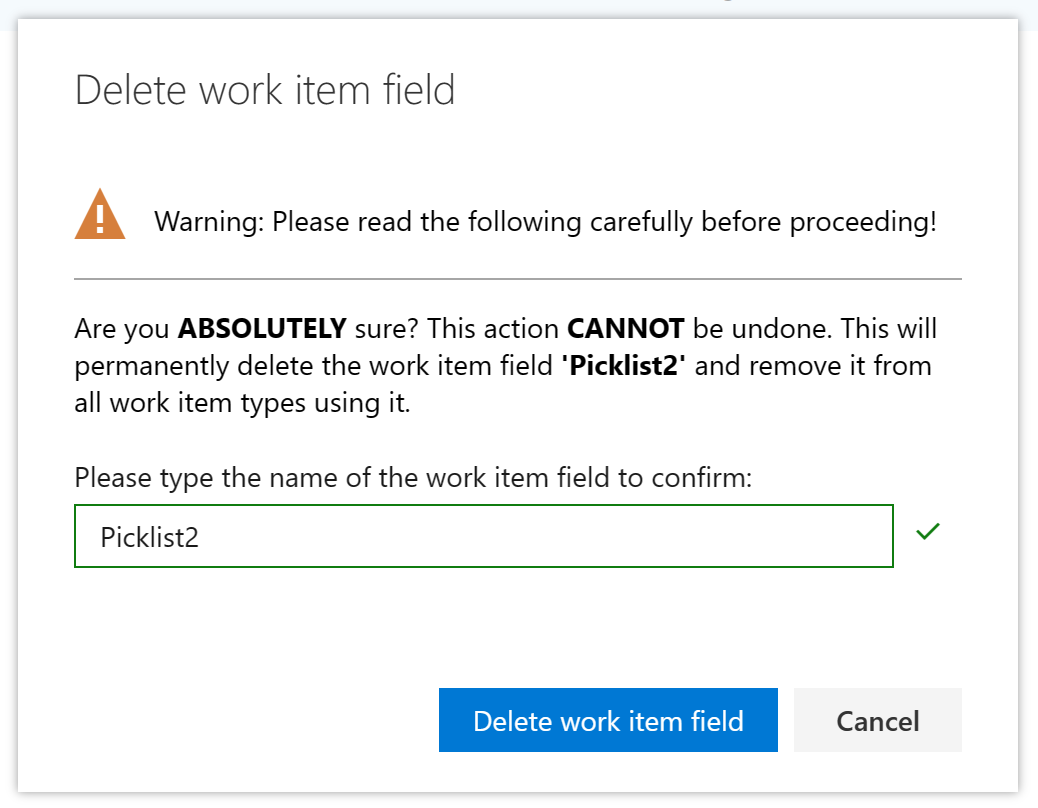 Delete work item field
Warning: Please read the following carefully before proceeding!
Are you ABSOLUTELY sure? This action CANNOT be undone. This will
permanently delete the work item field 'Picklist2' and remove it from
all work item types using it.
Please type the name of the work item field to confirm:
Picklist2
Delete work item field
Cancel